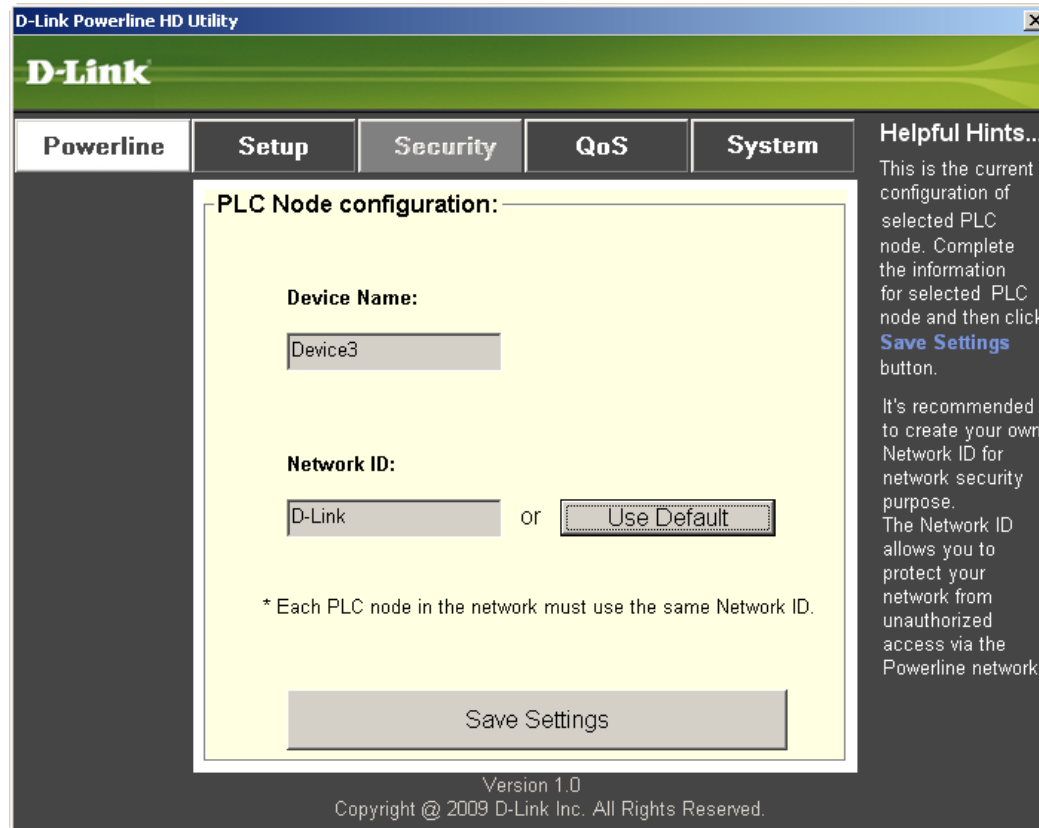 D-Link Powerline HD Utility
D-Link
Powerline
Setup
Security
QoS
System
PLC Node configuration:
Device Name:
Device3
Network ID:
D-Link
or
Use Default
* Each PLC node in the network must use the same Network ID.
Save Settings
Helpful Hints...
This is the current
configuration of
selected PLC
node. Complete
the information
for selected PLC
node and then click
Save Settings
button.
It's recommended
to create your own
Network ID for
network security
purpose.
The Network ID
allows you to
protect your
network from
unauthorized
access via the
Powerline network
Version 1.0
Copyright @ 2009 D-Link Inc. All Rights Reserved.